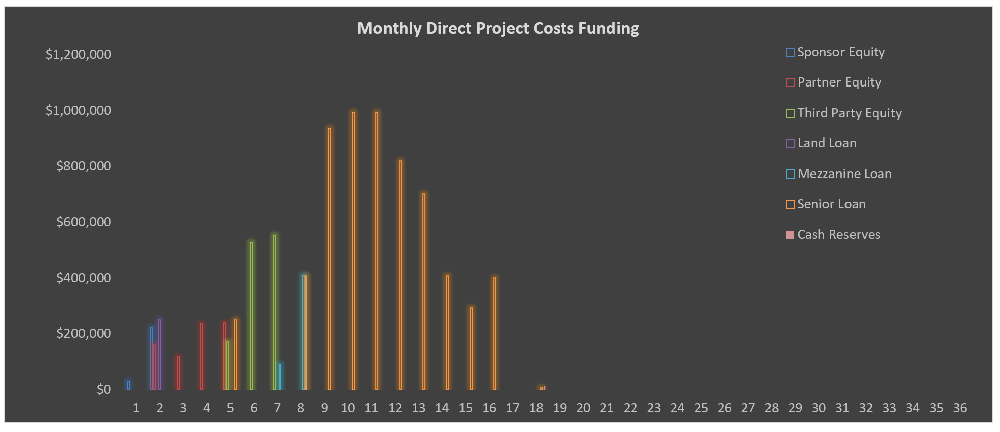 Monthly Direct Project Costs Funding
$1,200,000
$1,000,000
$800,000
$600,000
$400,000
$200,000
$0
1 2 3 4 5 6 7 8 9 10 11 12 13 14 15 16 17 18 19 20 21 22 23 24 25 26 27 28 29 30 31 32 33 34 35 36
Sponsor Equity
Partner Equity
Third Party Equity
Land Loan
Mezzanine Loan
Senior Loan
Cash Reserves